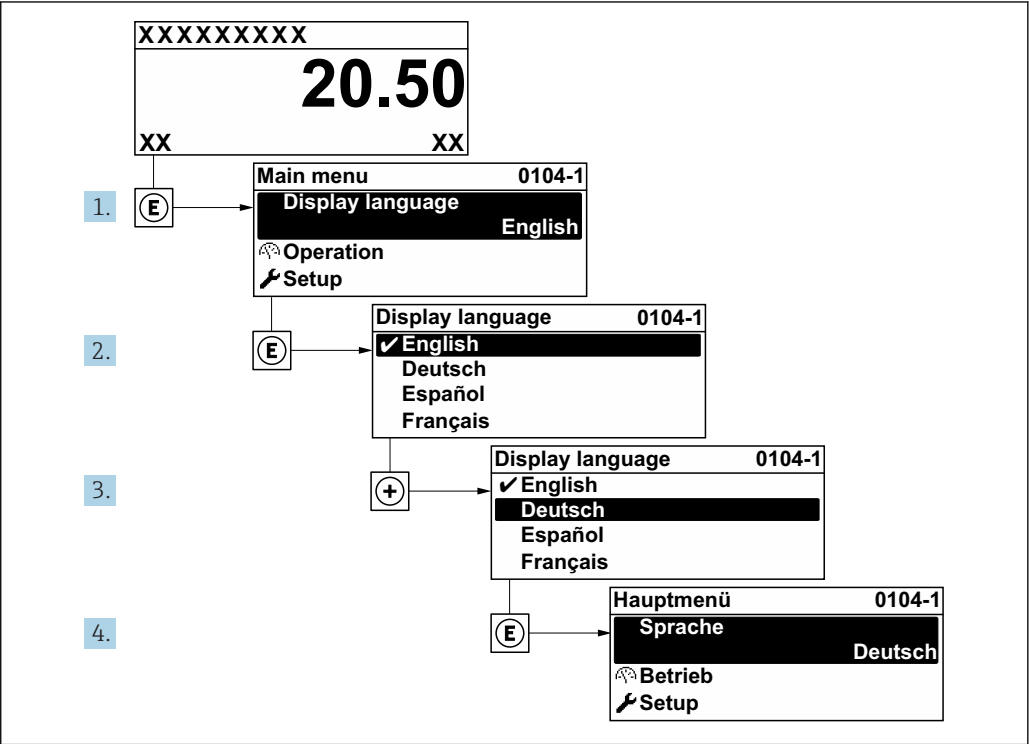 XXXXXXXXX
20.50
XX XX
1. E
Main menu 0104-1
Display language
English
Operation
Setup
2. E
Display language 0104-1
✔English
Deutsch
Español
Français
3. +
Display language 0104-1
✔English
Deutsch
Español
Français
4. E
Hauptmenü 0104-1
Sprache
Deutsch
Betrieb
Setup